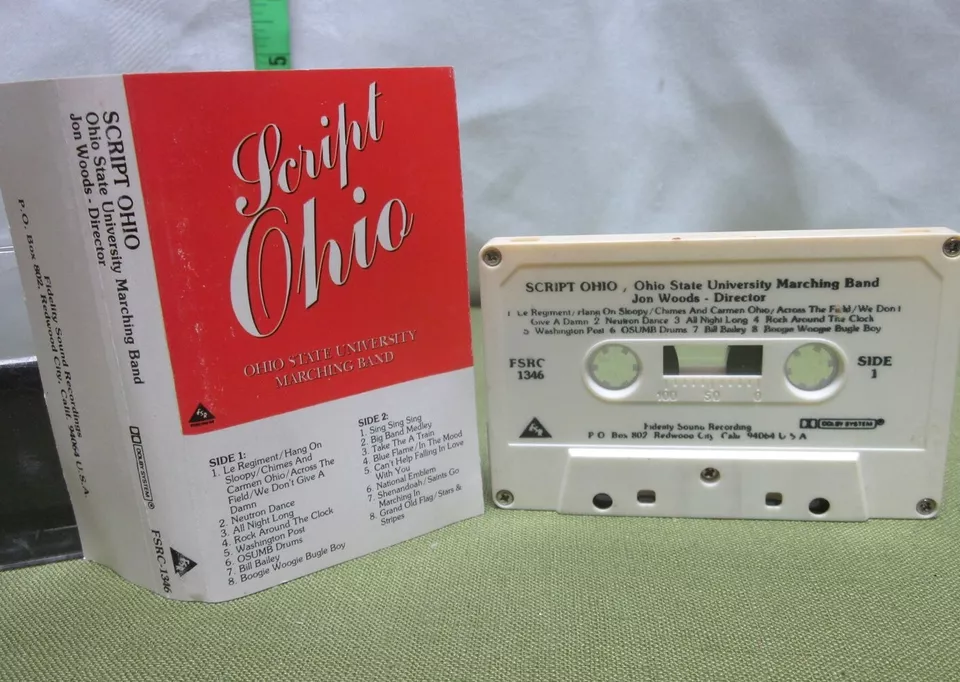 5
P.O. Box 802, Redwood City, Calif. 94064 U.S.A.
Fidelity Sound Recordings
SCRIPT OHIO
Ohio State University Marching Band
Jon Woods - Director
DOLBY SYSTEM
FSRC-1346
Script
Ohio
OHIO STATE UNIVERSITY
MARCHING BAND
SIDE 1:
1. Le Regiment/Hang On
Sloopy/Chimes And
Carmen Ohio/Across The
Field/We Don't Give A
Damn
2. Neutron Dance
3. All Night Long
4. Rock Around The Clock
5. Washington Post
6. OSUMB Drums
7. Bill Bailey
8. Boogie Woogie Bugle Boy
SIDE 2:
1. Sing Sing Sing
2. Big Band Medley
3. Take The A Train
4. Blue Flame/In The Mood
5. Can't Help Falling In Love
With You
6. National Emblem
7. Shenandoah/Saints Go
Marching In
8. Grand Old Flag/Stars &
Stripes
SCRIPT OHIO , Ohio State University Marching Band
Jon Woods - Director
1 Le Regiment/Hang On Sloopy/Chimes And Carmen Ohio/Across The Field/We Don't
Give A Damn 2 Neutron Dance 3 All Night Long 4 Rock Around The Clock
5 Washington Post 6 OSUMB Drums 7 Bill Bailey 8 Boogie Woogie Bugle Boy
FSRC
1346
SIDE
1
100 50 0
Fidelity Sound Recording
P O Box 802 Redwood City Calif 94064 U S A
DOLBY SYSTEM